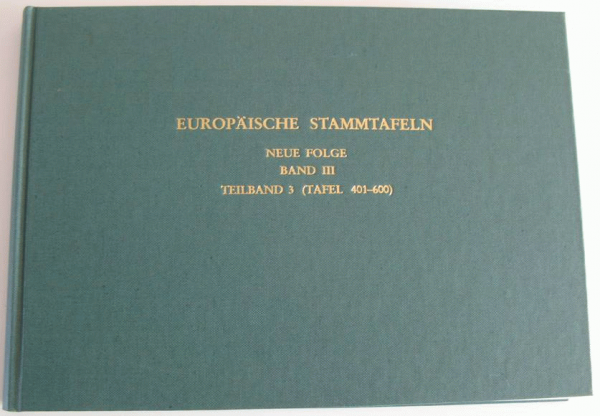 EUROPÄISCHE STAMMTAFELN
NEUE FOLGE
BAND III
TEILBAND 3 (TAFEL 401–600)